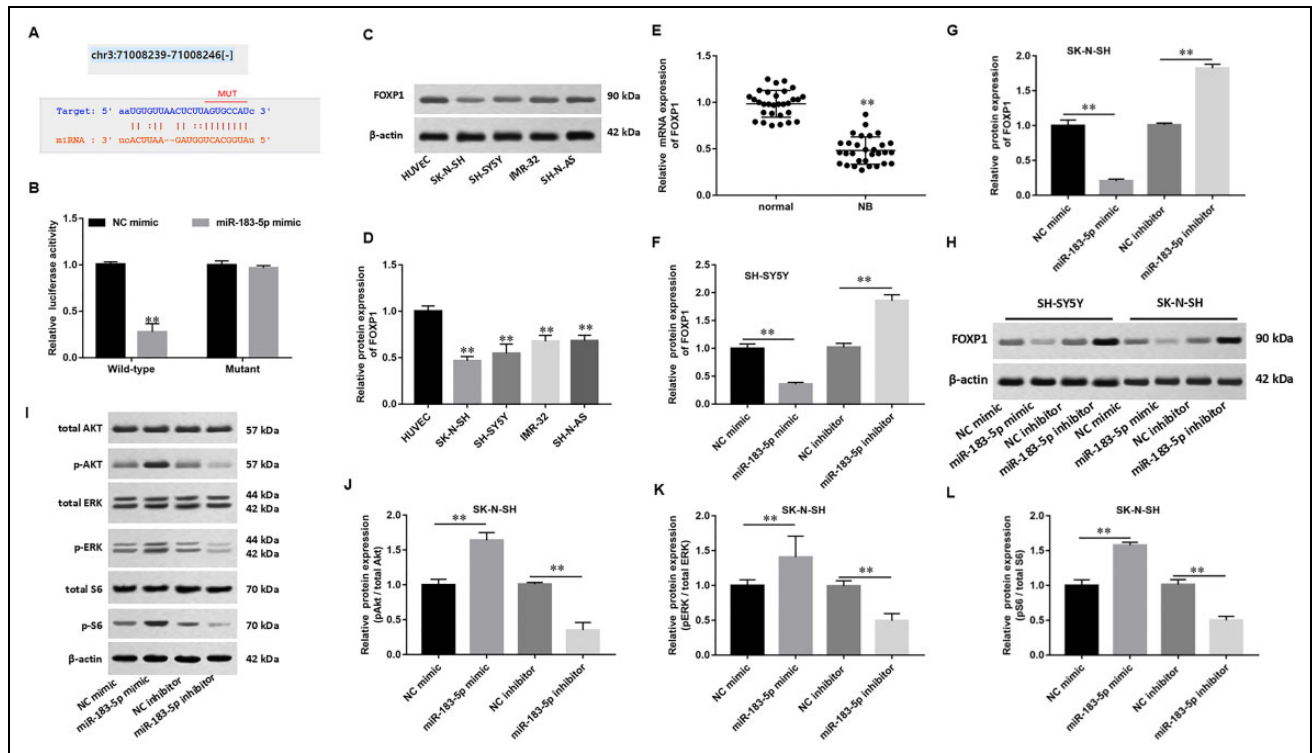 A
chr3:71008239-71008246[-]
MUT
Target: 5' aaUGUGUUAACUCUUAGUGCCAUc 3'
miRNA : 3' ucACUUAA--GAUGGUCACGGUAu 5'
B
NC mimic
miR-183-5p mimic
Relative luciferase acitivity
1.5
1.0
0.5
0.0
**
Wild-type
Mutant
C
FOXP1
90 kDa
β-actin
42 kDa
HUVEC
SK-N-SH
SH-SY5Y
IMR-32
SH-N-AS
D
Relative protein expression
of FOXP1
1.5
1.0
0.5
0.0
**
**
**
**
HUVEC
SK-N-SH
SH-SY5Y
IMR-32
SH-N-AS
E
Relative mRNA expression
of FOXP1
1.5
1.0
0.5
0.0
**
normal
NB
F
SH-SY5Y
Relative protein expression
of FOXP1
2.5
2.0
1.5
1.0
0.5
0.0
**
**
NC mimic
miR-183-5p mimic
NC inhibitor
miR-183-5p inhibitor
G
SK-N-SH
Relative protein expression
of FOXP1
2.0
1.5
1.0
0.5
0.0
**
**
NC mimic
miR-183-5p mimic
NC inhibitor
miR-183-5p inhibitor
H
SH-SY5Y
SK-N-SH
FOXP1
90 kDa
β-actin
42 kDa
NC mimic
miR-183-5p mimic
NC inhibitor
miR-183-5p inhibitor
NC mimic
miR-183-5p mimic
NC inhibitor
miR-183-5p inhibitor
I
total AKT
57 kDa
p-AKT
57 kDa
total ERK
44 kDa
42 kDa
p-ERK
44 kDa
42 kDa
total S6
70 kDa
p-S6
70 kDa
β-actin
42 kDa
NC mimic
miR-183-5p mimic
NC inhibitor
miR-183-5p inhibitor
J
SK-N-SH
Relative protein expression
(pAkt / total Akt)
2.0
1.5
1.0
0.5
0.0
**
**
NC mimic
miR-183-5p mimic
NC inhibitor
miR-183-5p inhibitor
K
SK-N-SH
Relative protein expression
(pERK / total ERK)
2.0
1.5
1.0
0.5
0.0
**
**
NC mimic
miR-183-5p mimic
NC inhibitor
miR-183-5p inhibitor
L
SK-N-SH
Relative protein expression
(pS6 / total S6)
2.0
1.5
1.0
0.5
0.0
**
**
NC mimic
miR-183-5p mimic
NC inhibitor
miR-183-5p inhibitor